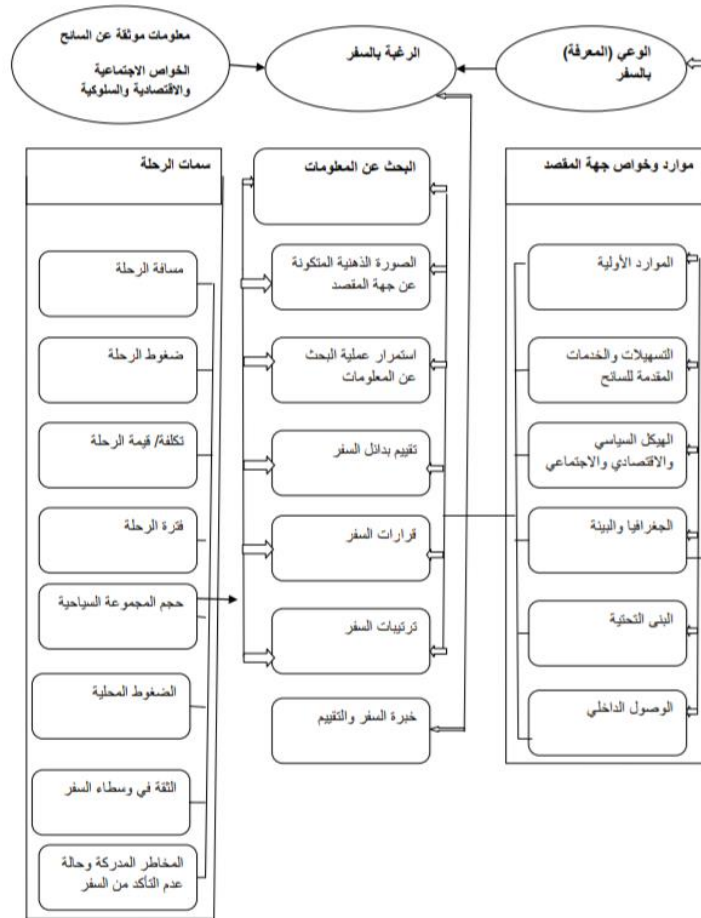 الوعي (المعرفة)
بالسفر
الرغبة بالسفر
معلومات موثقة عن السائح
الخواص الاجتماعية
والاقتصادية والسلوكية
موارد وخواص جهة المقصد
الموارد الأولية
التسهيلات والخدمات
المقدمة للسائح
الهيكل السياسي
والاقتصادي والاجتماعي
الجغرافيا والبيئة
البنى التحتية
الوصول الداخلي
البحث عن المعلومات
الصورة الذهنية المتكونة
عن جهة المقصد
استمرار عملية البحث
عن المعلومات
تقييم بدائل السفر
قرارات السفر
ترتيبات السفر
خبرة السفر والتقييم
سمات الرحلة
مسافة الرحلة
ضغوط الرحلة
تكلفة/ قيمة الرحلة
فترة الرحلة
حجم المجموعة السياحية
الضغوط المحلية
الثقة في وسطاء السفر
المخاطر المدركة وحالة
عدم التأكد من السفر